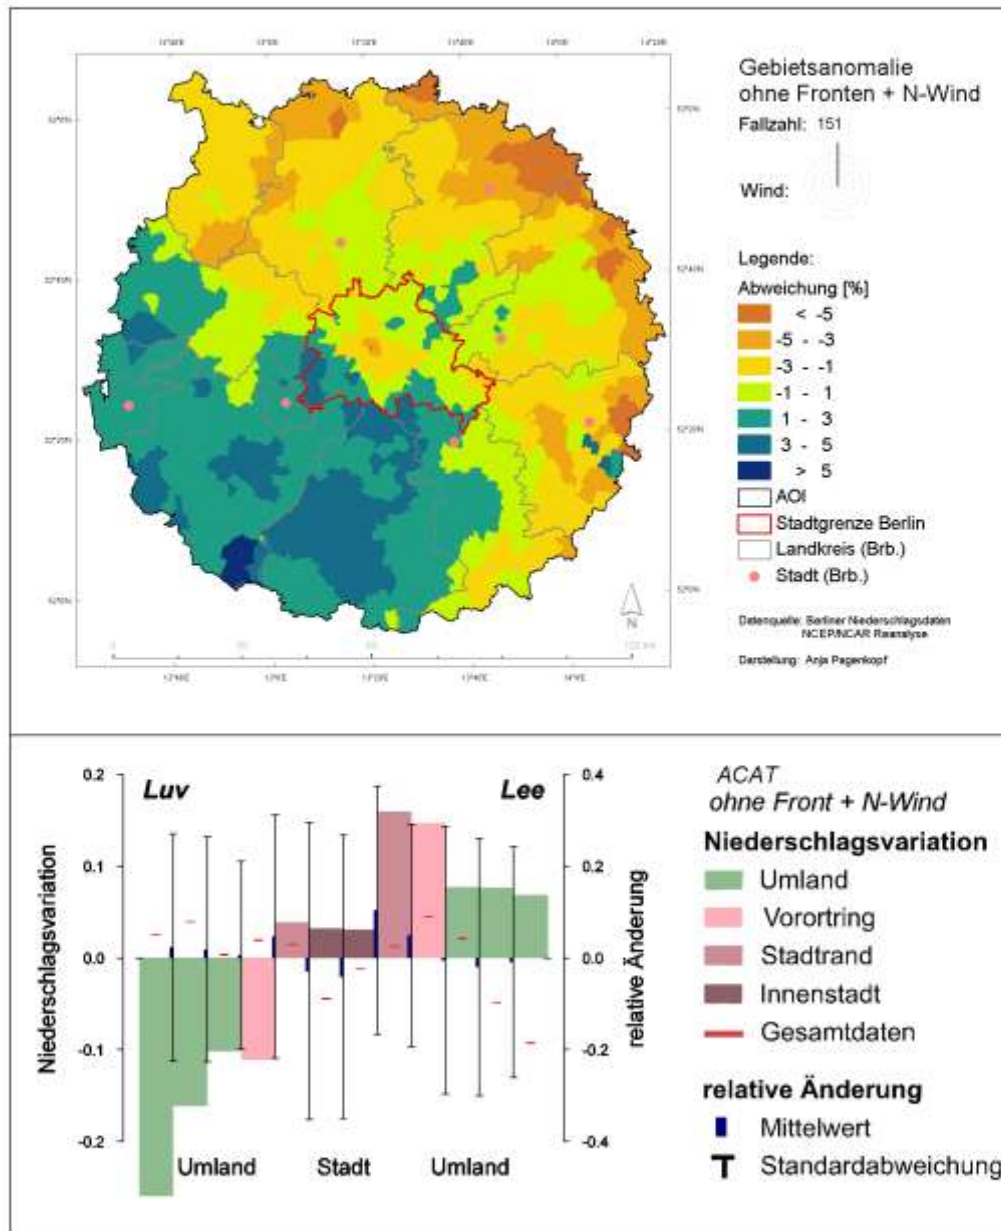 Gebietsanomalie
ohne Fronten + N-Wind
Fallzahl: 151
Wind:
Legende:
Abweichung [%]
< -5
-5 - -3
-3 - -1
-1 - 1
1 - 3
3 - 5
> 5
AOI
Stadtgrenze Berlin
Landkreis (Brb.)
Stadt (Brb.)
N
Datenquelle: Berliner Niederschlagsdaten
NCEP/NCAR Reanalyse
Darstellung: Anja Pagenkopf
0.2
0.1
0.0
-0.1
-0.2
Niederschlagsvariation
Luv
Lee
0.4
0.2
0.0
-0.2
-0.4
relative Änderung
Umland
Stadt
Umland
ACAT
ohne Front + N-Wind
Niederschlagsvariation
Umland
Vorortring
Stadtrand
Innenstadt
Gesamtdaten
relative Änderung
Mittelwert
Standardabweichung